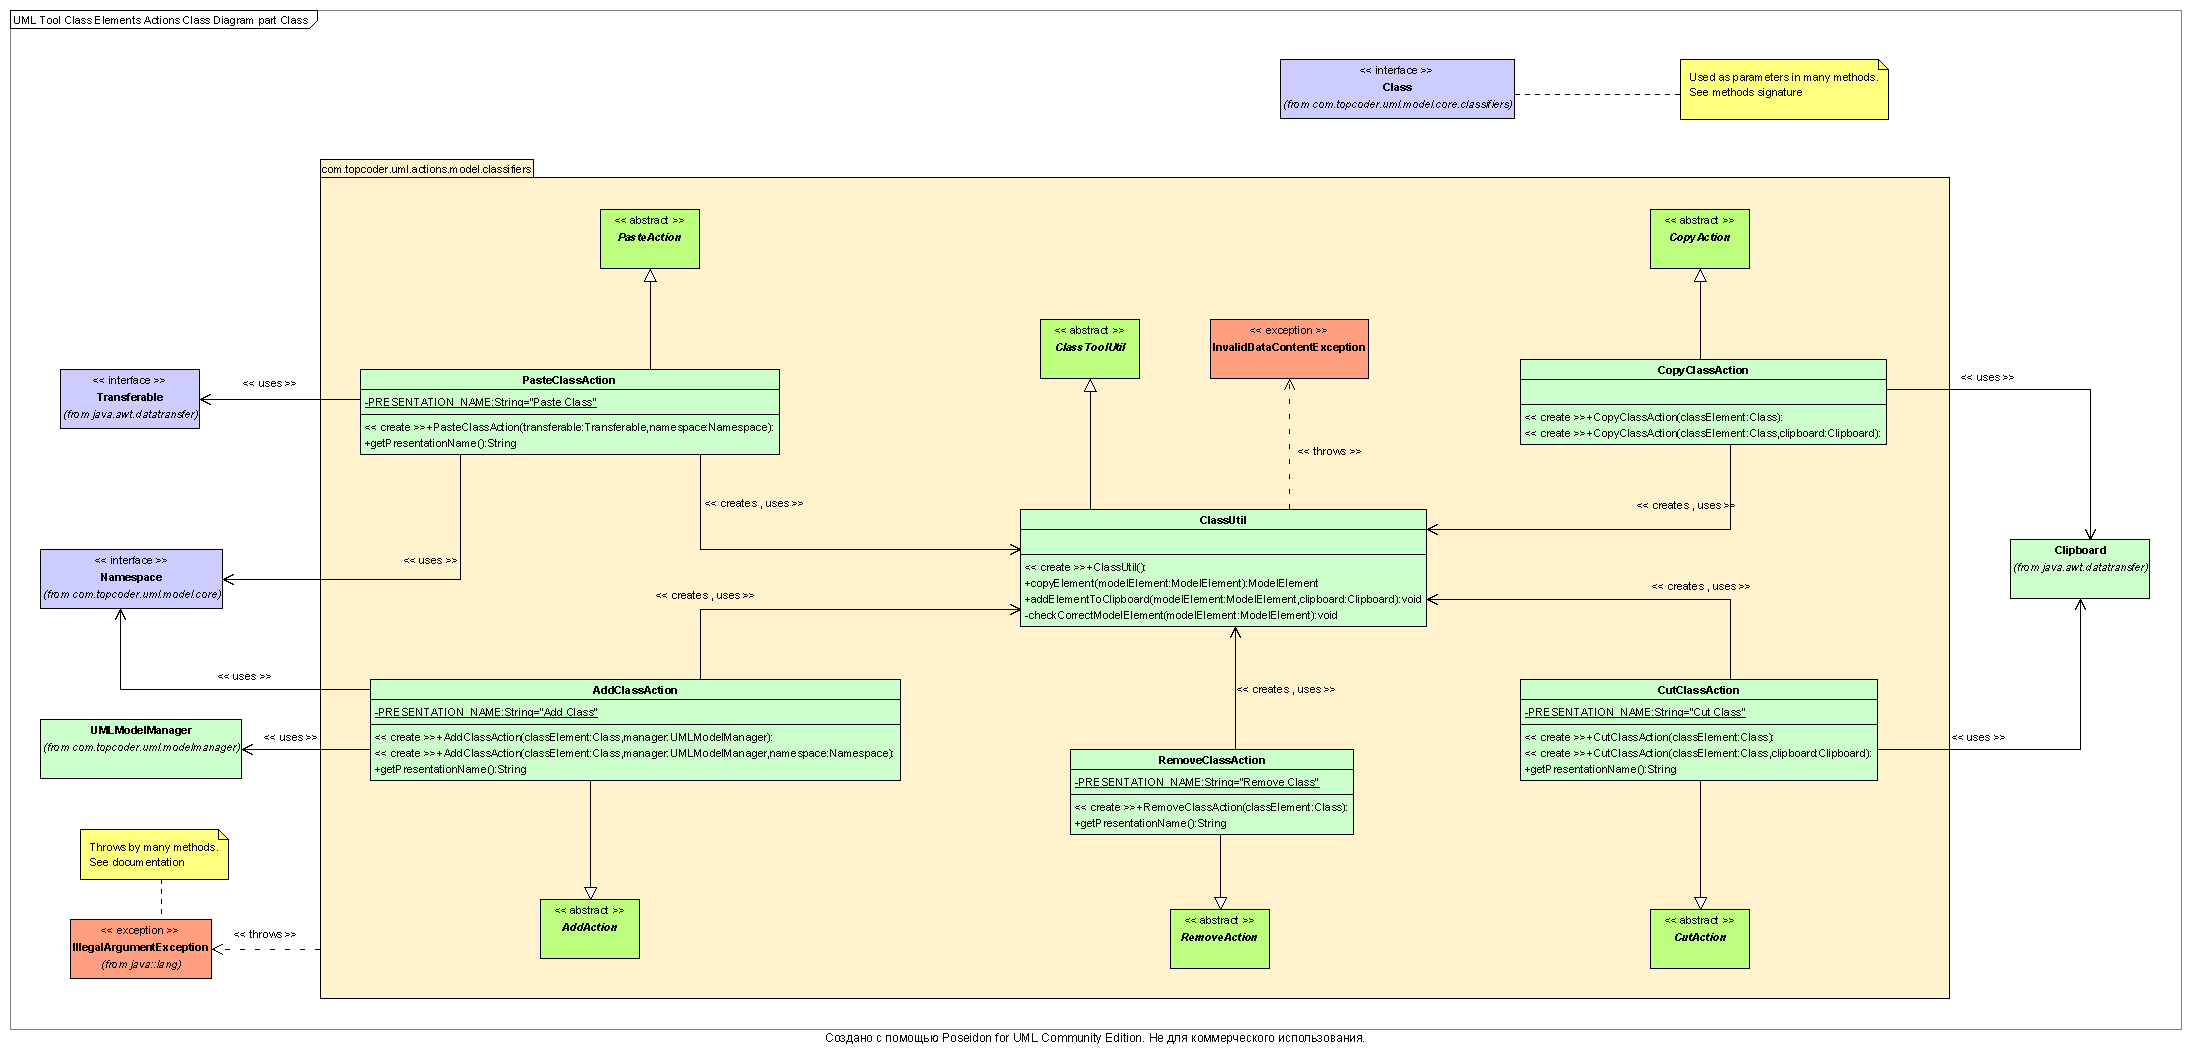 UML Tool Class Elements Actions Class Diagram part Class
<< interface >>
Class
(from com.topcoder.uml.model.core.classifiers)
Used as parameters in many methods.
See methods signature
com.topcoder.uml.actions.model.classifiers
<< abstract >>
PasteAction
<< abstract >>
CopyAction
<< abstract >>
ClassToolUtil
<< exception >>
InvalidDataContentException
<< interface >>
Transferable
(from java.awt.datatransfer)
<< uses >>
PasteClassAction
-PRESENTATION_NAME:String="Paste Class"
<< create >>+PasteClassAction(transferable:Transferable,namespace:Namespace):
+getPresentationName():String
CopyClassAction
<< create >>+CopyClassAction(classElement:Class):
<< create >>+CopyClassAction(classElement:Class,clipboard:Clipboard):
<< uses >>
<< throws >>
<< creates , uses >>
<< creates , uses >>
<< uses >>
<< interface >>
Namespace
(from com.topcoder.uml.model.core)
ClassUtil
<< create >>+ClassUtil():
+copyElement(modelElement:ModelElement):ModelElement
+addElementToClipboard(modelElement:ModelElement,clipboard:Clipboard):void
-checkCorrectModelElement(modelElement:ModelElement):void
Clipboard
(from java.awt.datatransfer)
<< creates , uses >>
<< creates , uses >>
<< uses >>
<< creates , uses >>
UMLModelManager
(from com.topcoder.uml.modelmanager)
<< uses >>
AddClassAction
-PRESENTATION_NAME:String="Add Class"
<< create >>+AddClassAction(classElement:Class,manager:UMLModelManager):
<< create >>+AddClassAction(classElement:Class,manager:UMLModelManager,namespace:Namespace):
+getPresentationName():String
RemoveClassAction
-PRESENTATION_NAME:String="Remove Class"
<< create >>+RemoveClassAction(classElement:Class):
+getPresentationName():String
CutClassAction
-PRESENTATION_NAME:String="Cut Class"
<< create >>+CutClassAction(classElement:Class):
<< create >>+CutClassAction(classElement:Class,clipboard:Clipboard):
+getPresentationName():String
<< uses >>
Throws by many methods.
See documentation
<< exception >>
IllegalArgumentException
(from java::lang)
<< throws >>
<< abstract >>
AddAction
<< abstract >>
RemoveAction
<< abstract >>
CutAction
Создано с помощью Poseidon for UML Community Edition. Не для коммерческого использования.